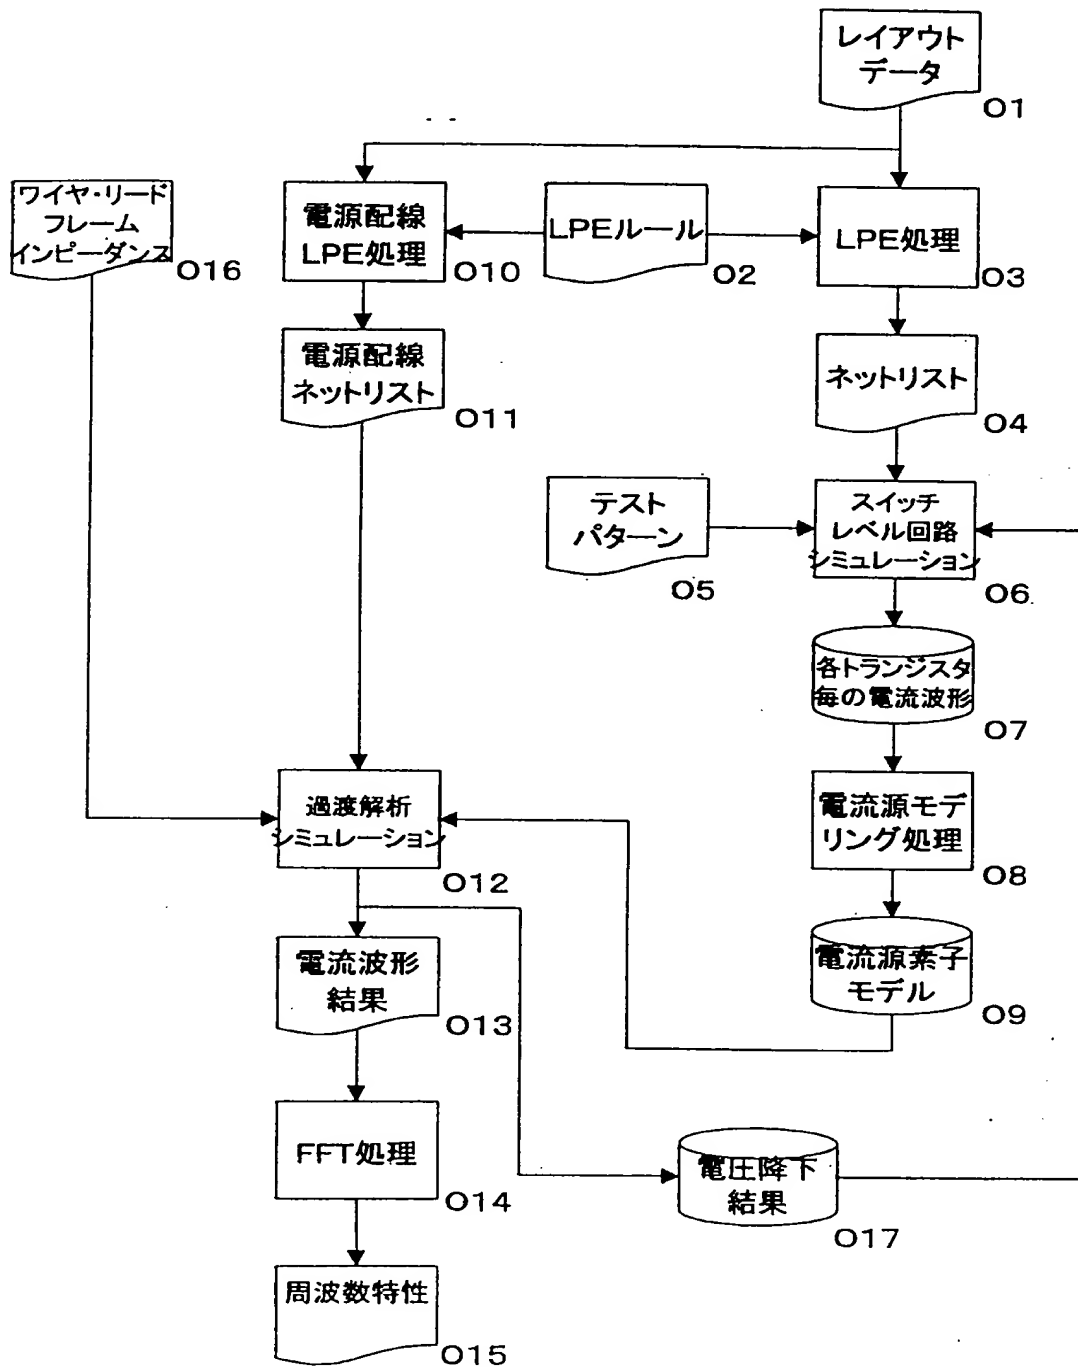 レイアウト
データ
O1
ワイヤ・リード
フレーム
インピーダンス
O16
電源配線
LPE処理
O10
LPEルール
O2
LPE処理
O3
電源配線
ネットリスト
O11
ネットリスト
O4
テスト
パターン
O5
スイッチ
レベル回路
シミュレーション
O6
各トランジスタ
毎の電流波形
O7
過渡解析
シミュレーション
O12
電流源モデ
リング処理
O8
電流波形
結果
O13
電流源素子
モデル
O9
FFT処理
O14
電圧降下
結果
O17
周波数特性
O15